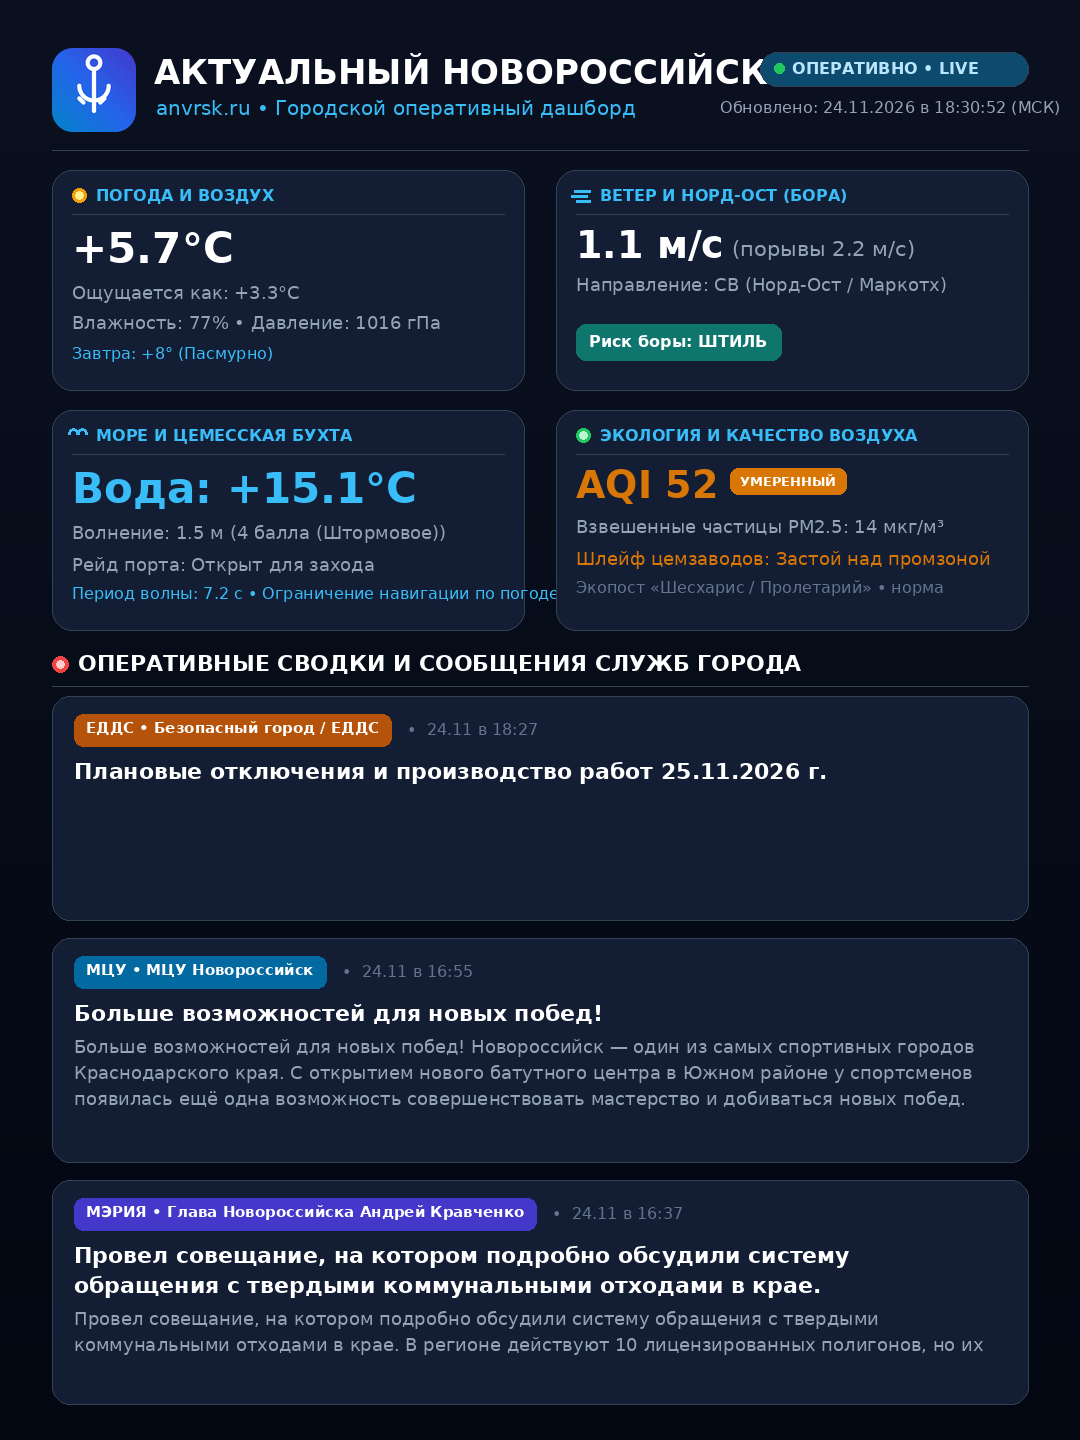 АКТУАЛЬНЫЙ НОВОРОССИЙСК
ОПЕРАТИВНО • LIVE
anvrsk.ru • Городской оперативный дашборд
Обновлено: 24.11.2026 в 18:30:52 (МСК)
ПОГОДА И ВОЗДУХ
+5.7°C
Ощущается как: +3.3°C
Влажность: 77% • Давление: 1016 гПа
Завтра: +8° (Пасмурно)
ВЕТЕР И НОРД-ОСТ (БОРА)
1.1 м/с (порывы 2.2 м/с)
Направление: СВ (Норд-Ост / Маркотх)
Риск боры: ШТИЛЬ
МОРЕ И ЦЕМЕССКАЯ БУХТА
Вода: +15.1°C
Волнение: 1.5 м (4 балла (Штормовое))
Рейд порта: Открыт для захода
Период волны: 7.2 с • Ограничение навигации по погоде
ЭКОЛОГИЯ И КАЧЕСТВО ВОЗДУХА
AQI 52 УМЕРЕННЫЙ
Взвешенные частицы PM2.5: 14 мкг/м³
Шлейф цемзаводов: Застой над промзоной
Экопост «Шесхарис / Пролетарий» • норма
ОПЕРАТИВНЫЕ СВОДКИ И СООБЩЕНИЯ СЛУЖБ ГОРОДА
ЕДДС • Безопасный город / ЕДДС • 24.11 в 18:27
Плановые отключения и производство работ 25.11.2026 г.
МЦУ • МЦУ Новороссийск • 24.11 в 16:55
Больше возможностей для новых побед!
Больше возможностей для новых побед! Новороссийск — один из самых спортивных городов
Краснодарского края. С открытием нового батутного центра в Южном районе у спортсменов
появилась ещё одна возможность совершенствовать мастерство и добиваться новых побед.
МЭРИЯ • Глава Новороссийска Андрей Кравченко • 24.11 в 16:37
Провел совещание, на котором подробно обсудили систему
обращения с твердыми коммунальными отходами в крае.
Провел совещание, на котором подробно обсудили систему обращения с твердыми
коммунальными отходами в крае. В регионе действуют 10 лицензированных полигонов, но их